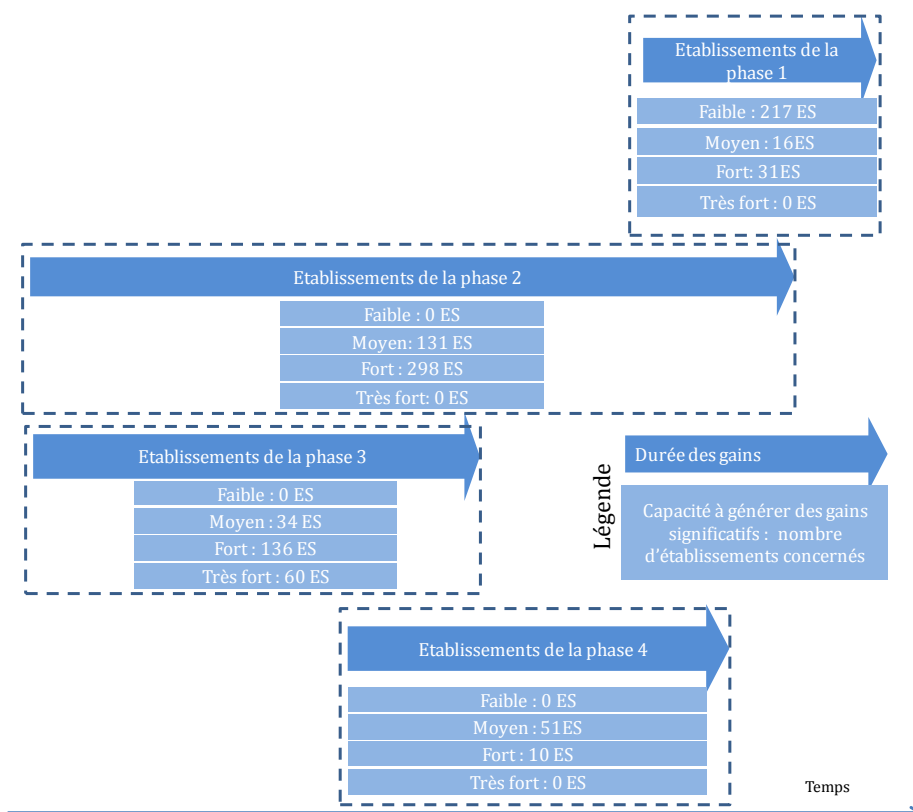 Etablissements de la
phase 1
Faible : 217 ES
Moyen : 16ES
Fort: 31ES
Très fort : 0 ES
Etablissements de la phase 2
Faible : 0 ES
Moyen: 131 ES
Fort : 298 ES
Très fort: 0 ES
Etablissements de la phase 3
Faible : 0 ES
Moyen : 34 ES
Fort : 136 ES
Très fort : 60 ES
Légende
Durée des gains
Capacité à générer des gains
significatifs : nombre
d’établissements concernés
Etablissements de la phase 4
Faible : 0 ES
Moyen : 51ES
Fort : 10 ES
Très fort : 0 ES
Temps